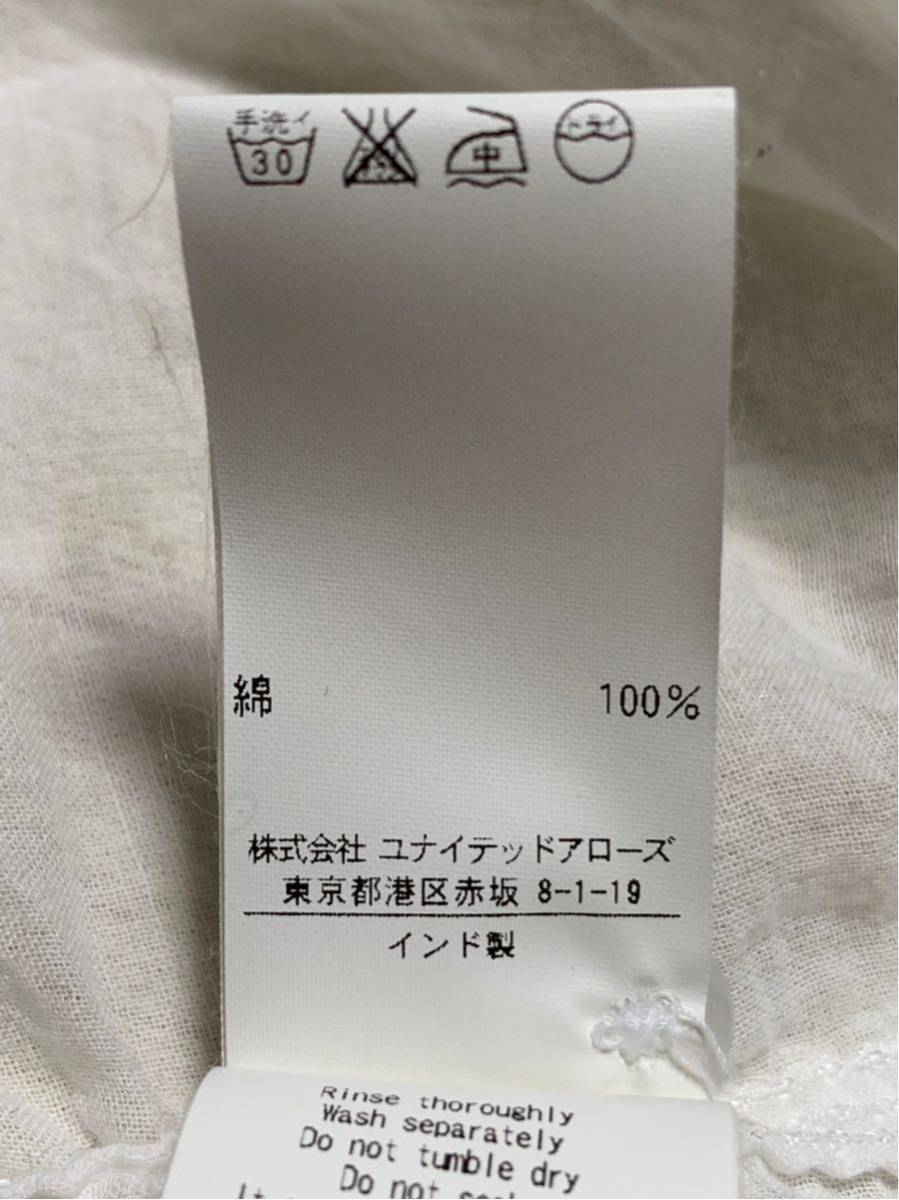 手洗イ
30
中
ドライ
綿 100%
株式会社 ユナイテッドアローズ
東京都港区赤坂 8-1-19
インド製
Rinse thoroughly
Wash separately
Do not tumble dry
Do not